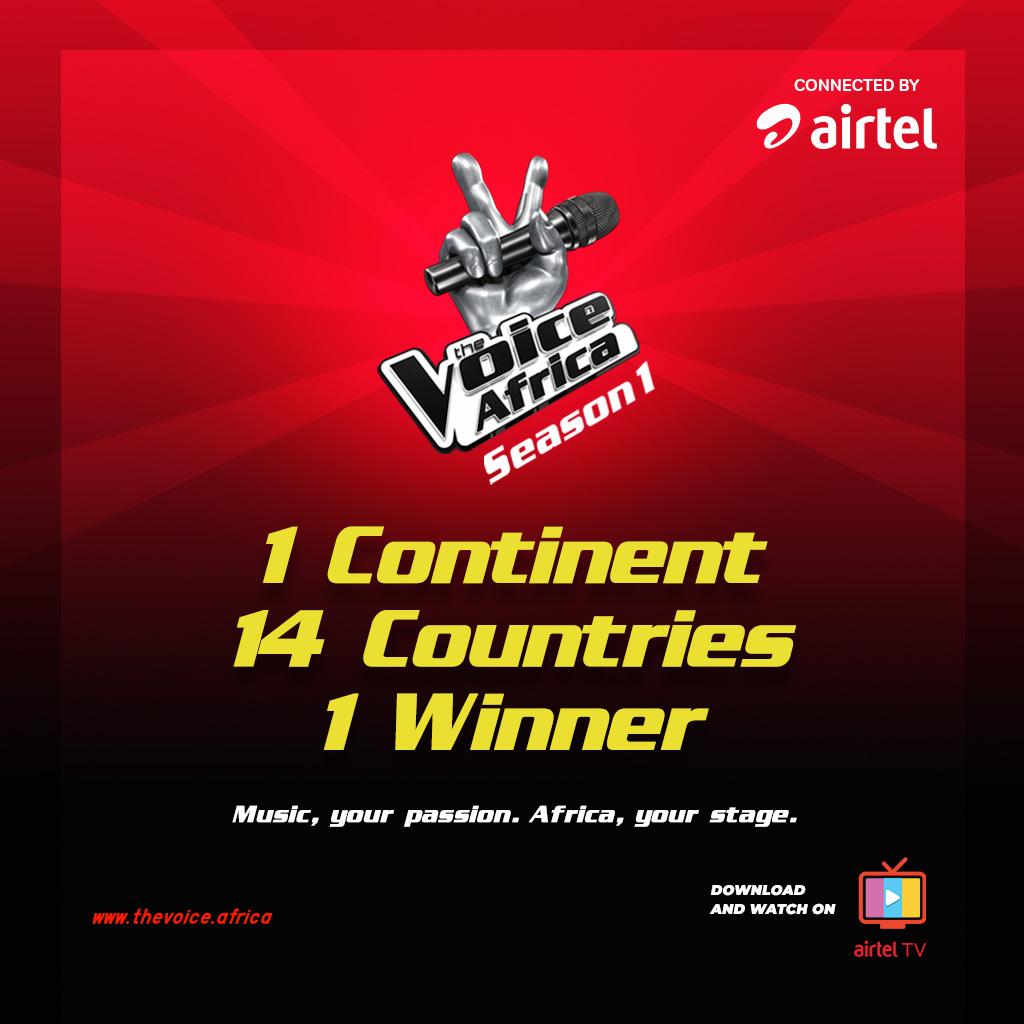 CONNECTED BY
airtel
the Voice
Africa
Season 1
1 Continent
14 Countries
1 Winner
Music, your passion. Africa, your stage.
DOWNLOAD
AND WATCH ON
www.thevoice.africa
airtel TV